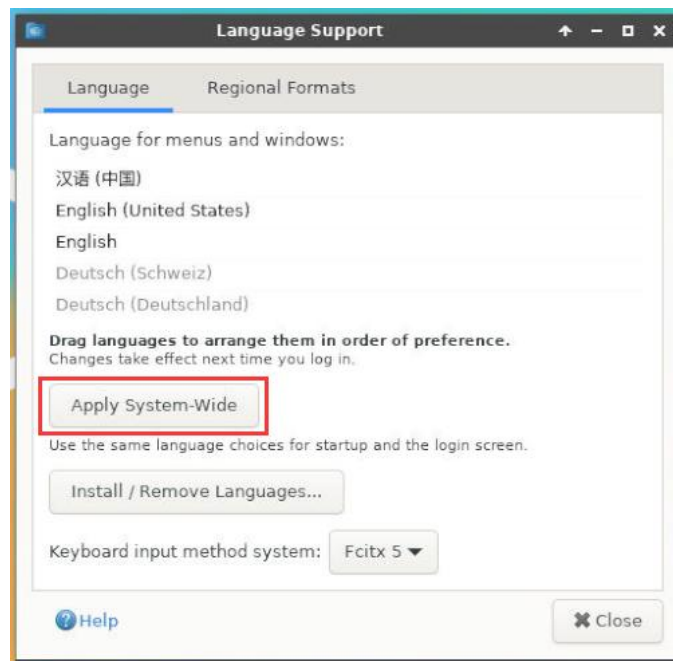 Language Support
Language
Regional Formats
Language for menus and windows:
汉语 (中国)
English (United States)
English
Deutsch (Schweiz)
Deutsch (Deutschland)
Drag languages to arrange them in order of preference.
Changes take effect next time you log in.
Apply System-Wide
Use the same language choices for startup and the login screen.
Install / Remove Languages...
Keyboard input method system: Fcitx 5
Help
Close